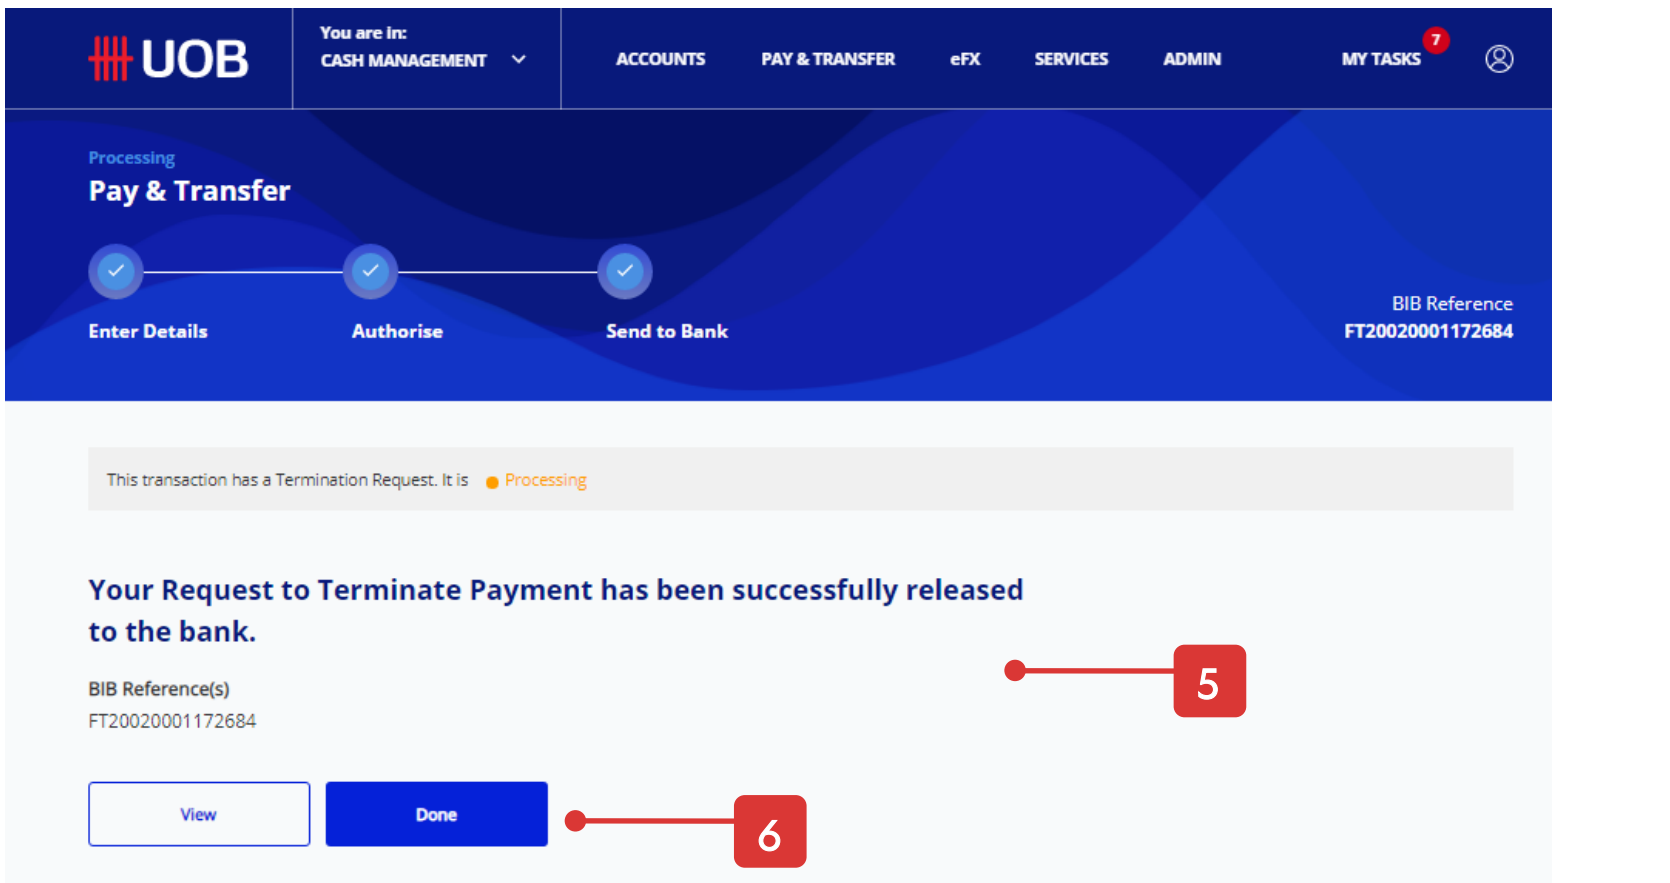 UOB
You are in:
CASH MANAGEMENT
ACCOUNTS
PAY & TRANSFER
eFX
SERVICES
ADMIN
MY TASKS
7
Processing
Pay & Transfer
Enter Details
Authorise
Send to Bank
BIB Reference
FT20020001172684
This transaction has a Termination Request. It is Processing
Your Request to Terminate Payment has been successfully released
to the bank.
5
BIB Reference(s)
FT20020001172684
View
Done
6